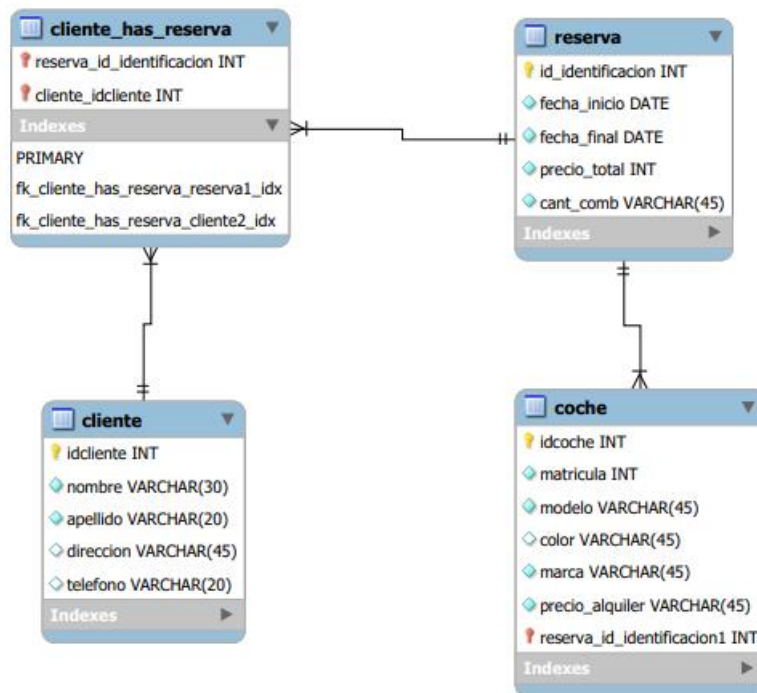 cliente_has_reserva
reserva_id_identificacion INT
cliente_idcliente INT
Indexes
PRIMARY
fk_cliente_has_reserva_reserva1_idx
fk_cliente_has_reserva_cliente2_idx
reserva
id_identificacion INT
fecha_inicio DATE
fecha_final DATE
precio_total INT
cant_comb VARCHAR(45)
Indexes
cliente
idcliente INT
nombre VARCHAR(30)
apellido VARCHAR(20)
direccion VARCHAR(45)
telefono VARCHAR(20)
Indexes
coche
idcoche INT
matricula INT
modelo VARCHAR(45)
color VARCHAR(45)
marca VARCHAR(45)
precio_alquiler VARCHAR(45)
reserva_id_identificacion1 INT
Indexes